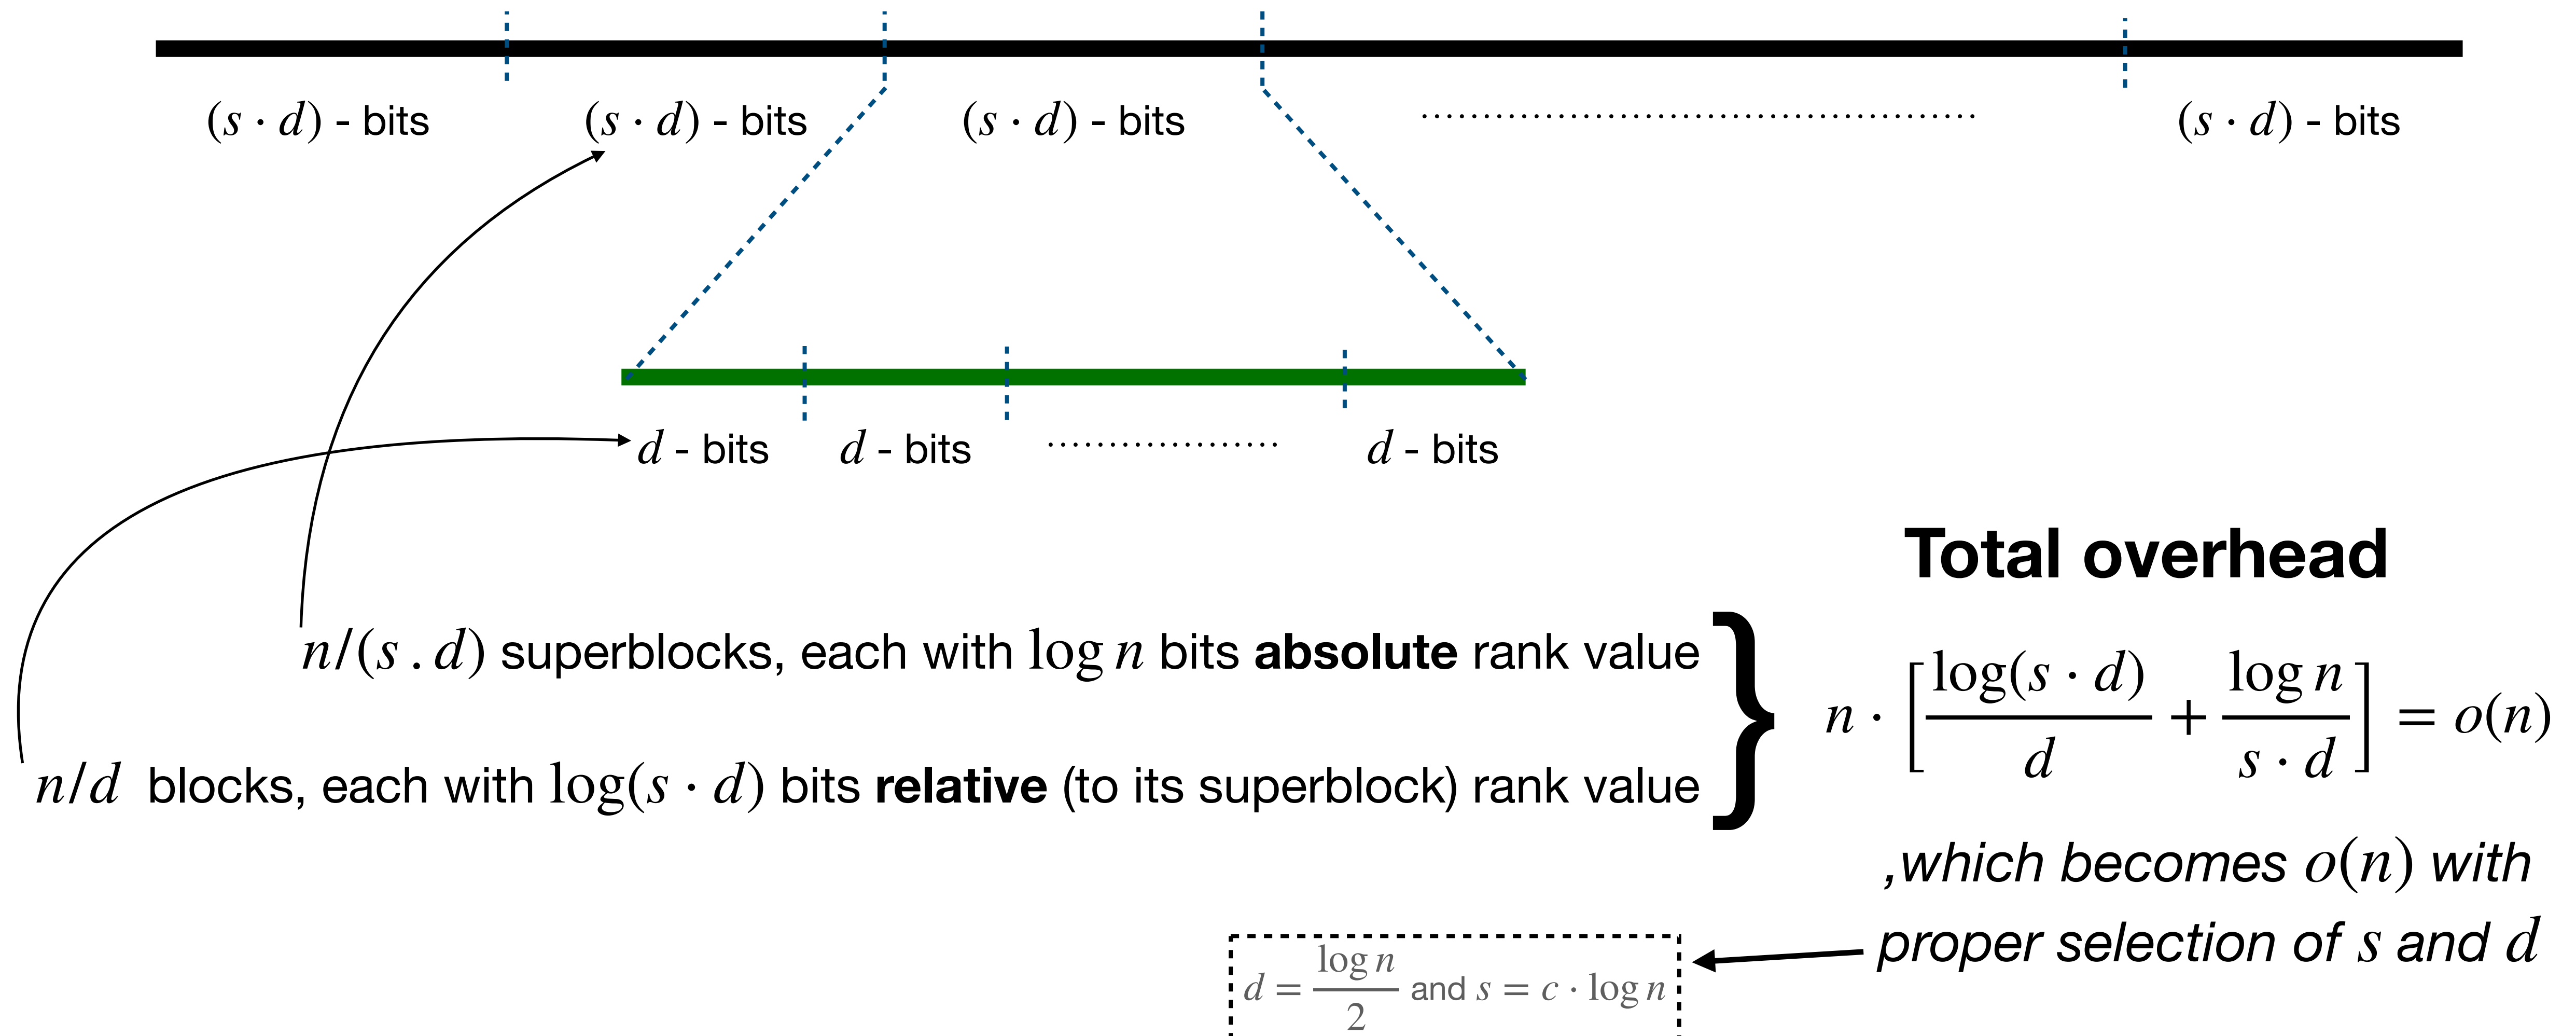 (s · d) - bits (s · d) - bits (s · d) - bits ............................................ (s · d) - bits
d - bits d - bits ................... d - bits
Total overhead
n/(s . d) superblocks, each with log n bits absolute rank value
n/d blocks, each with log(s · d) bits relative (to its superblock) rank value
n · [log(s · d)/d + log n/(s · d)] = o(n)
,which becomes o(n) with
proper selection of s and d
d = log n/2 and s = c · log n